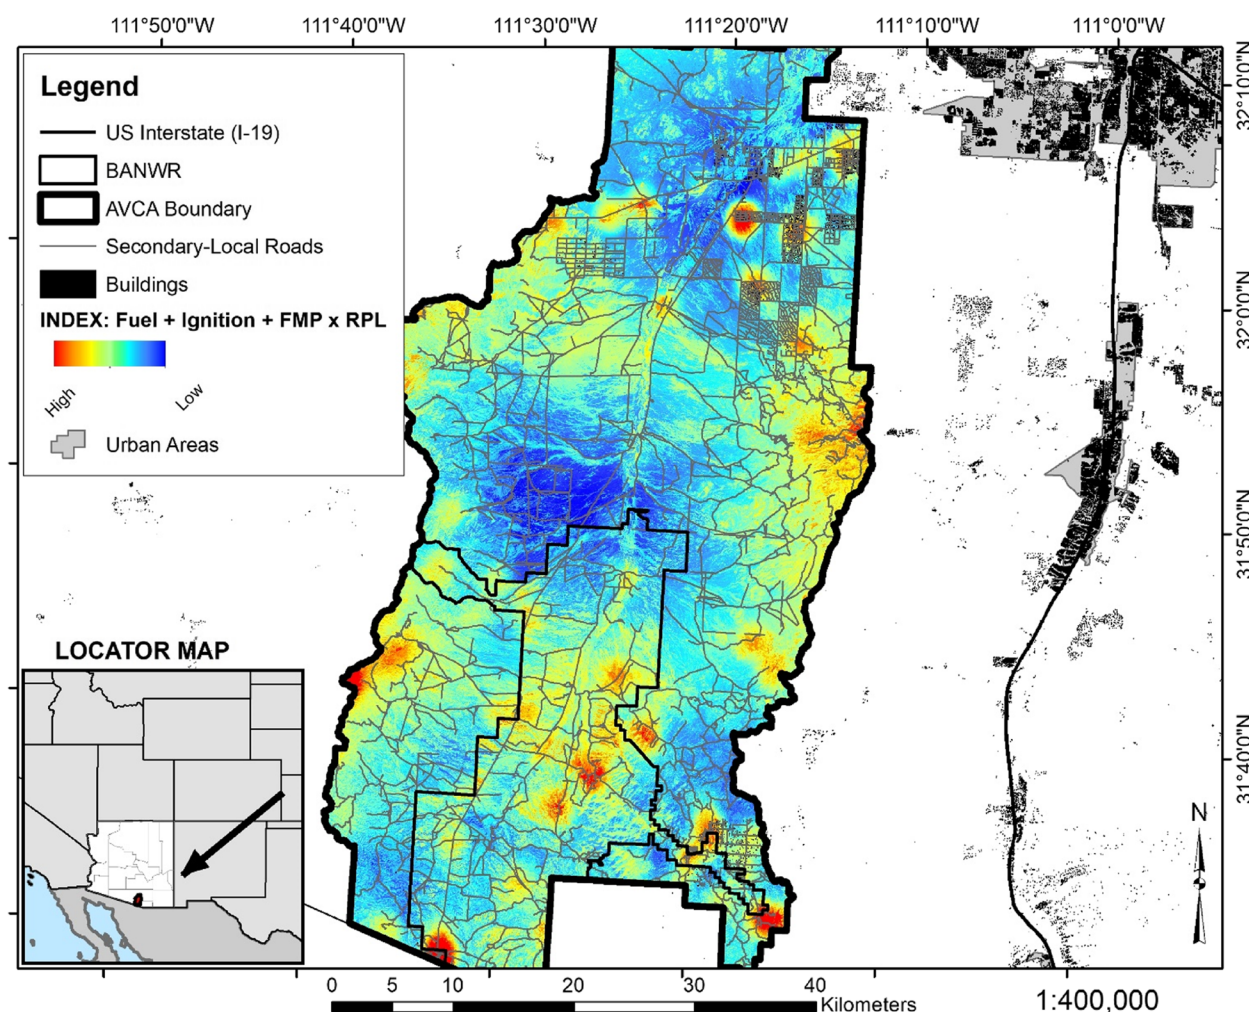 111°50'0"W 111°40'0"W 111°30'0"W 111°20'0"W 111°10'0"W 111°0'0"W
Legend
US Interstate (I-19)
BANWR
AVCA Boundary
Secondary-Local Roads
Buildings
INDEX: Fuel + Ignition + FMP x RPL
High
Low
Urban Areas
32°10'0"N
32°0'0"N
31°50'0"N
31°40'0"N
LOCATOR MAP
N
0 5 10 20 30 40
Kilometers
1:400,000